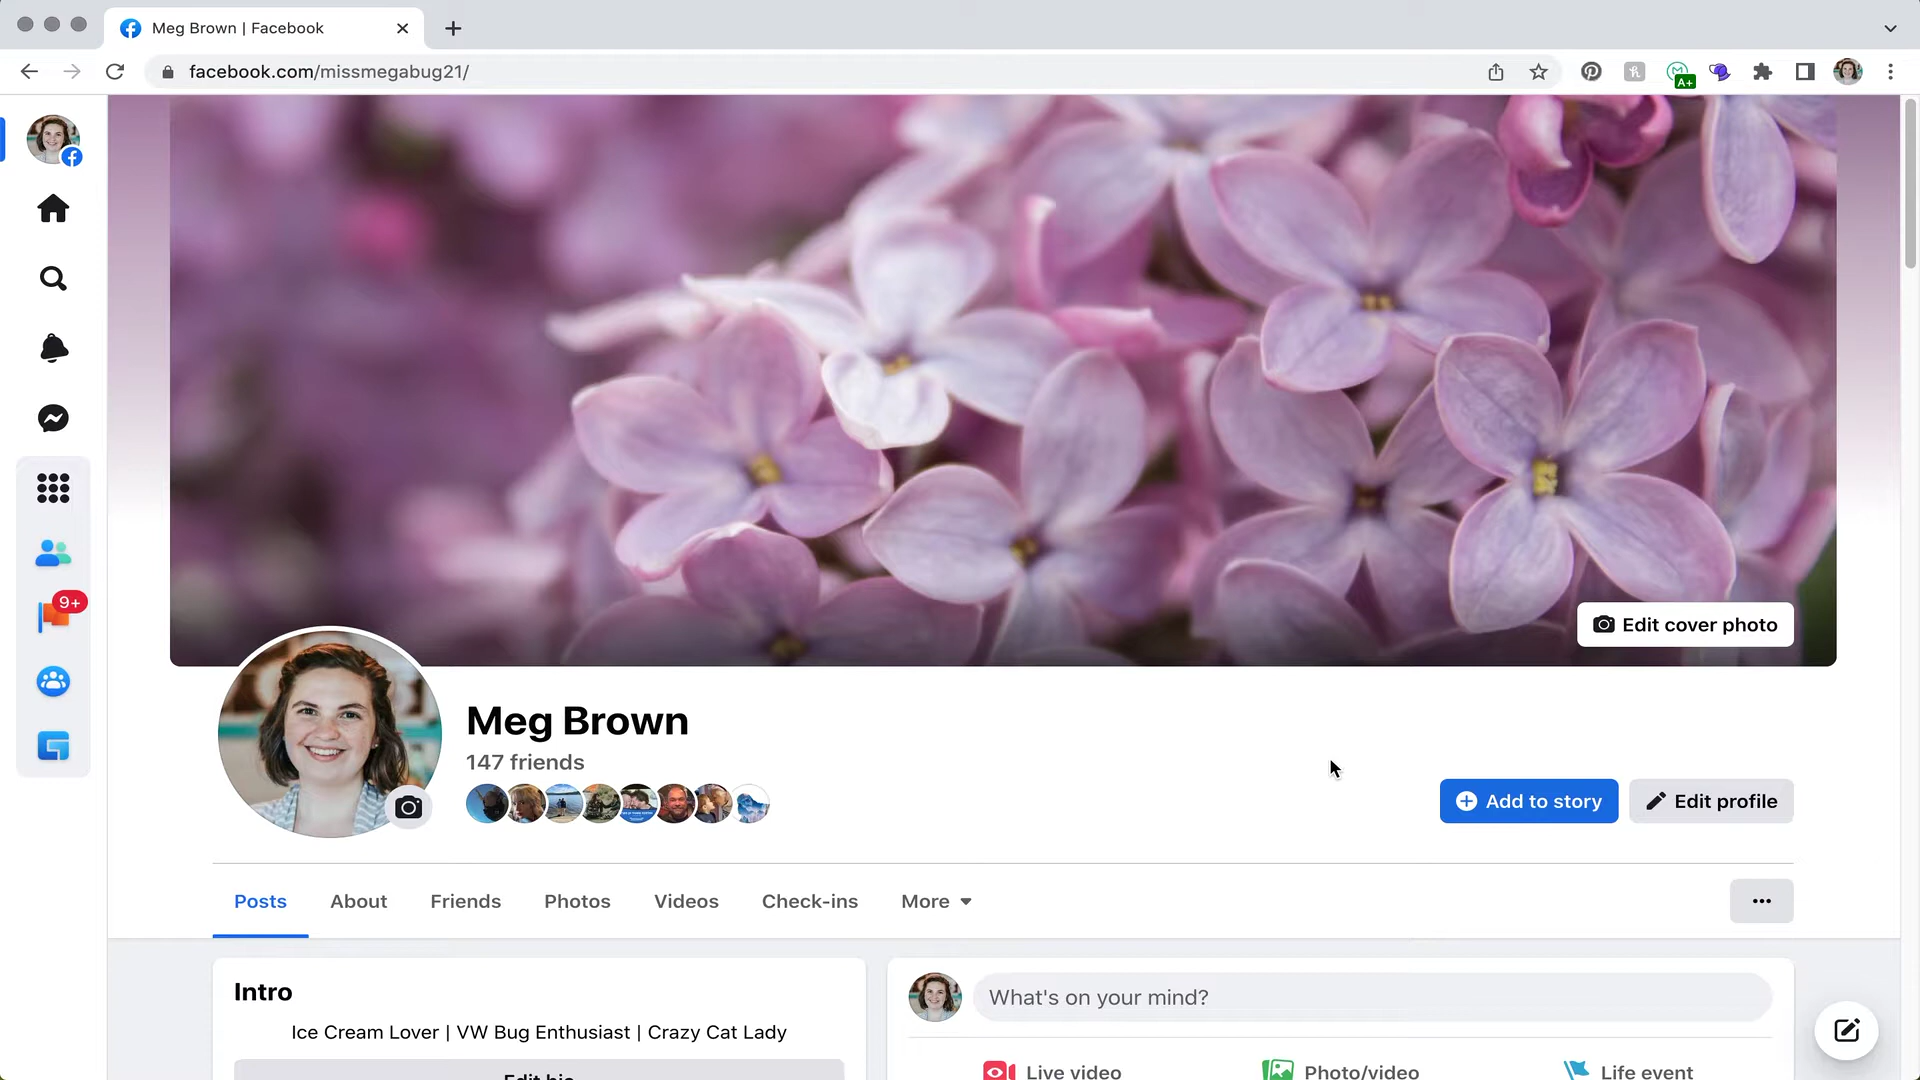 Meg Brown | Facebook
facebook.com/missmegabug21/
A+
9+
Edit cover photo
Meg Brown
147 friends
Add to story
Edit profile
Posts
About
Friends
Photos
Videos
Check-ins
More
Intro
Ice Cream Lover | VW Bug Enthusiast | Crazy Cat Lady
Edit bio
What's on your mind?
Live video
Photo/video
Life event